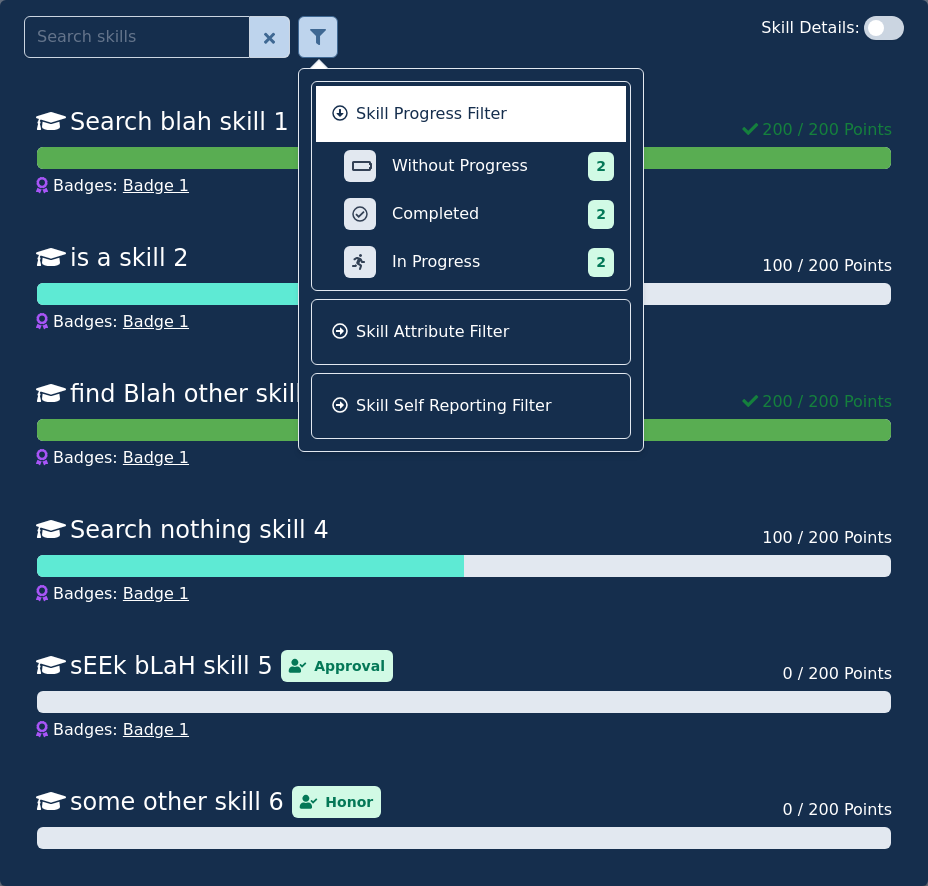 Search skills
Skill Details:
Skill Progress Filter
Without Progress 2
Completed 2
In Progress 2
Skill Attribute Filter
Skill Self Reporting Filter
Search blah skill 1
200 / 200 Points
Badges: Badge 1
is a skill 2
100 / 200 Points
Badges: Badge 1
find Blah other skill
200 / 200 Points
Badges: Badge 1
Search nothing skill 4
100 / 200 Points
Badges: Badge 1
sEEk bLaH skill 5 Approval
0 / 200 Points
Badges: Badge 1
some other skill 6 Honor
0 / 200 Points